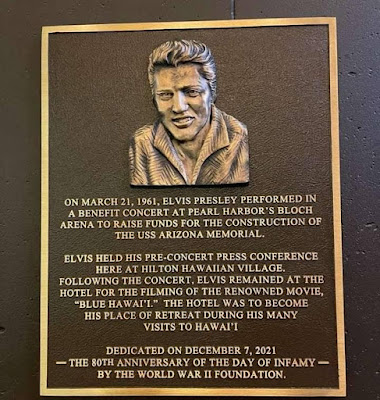 ON MARCH 21, 1961, ELVIS PRESLEY PERFORMED IN
A BENEFIT CONCERT AT PEARL HARBOR'S BLOCH
ARENA TO RAISE FUNDS FOR THE CONSTRUCTION OF
THE USS ARIZONA MEMORIAL.
ELVIS HELD HIS PRE-CONCERT PRESS CONFERENCE
HERE AT HILTON HAWAIIAN VILLAGE.
FOLLOWING THE CONCERT, ELVIS REMAINED AT THE
HOTEL FOR THE FILMING OF THE RENOWNED MOVIE,
"BLUE HAWAI'I." THE HOTEL WAS TO BECOME
HIS PLACE OF RETREAT DURING HIS MANY
VISITS TO HAWAI'I
DEDICATED ON DECEMBER 7, 2021
— THE 80TH ANNIVERSARY OF THE DAY OF INFAMY —
BY THE WORLD WAR II FOUNDATION.